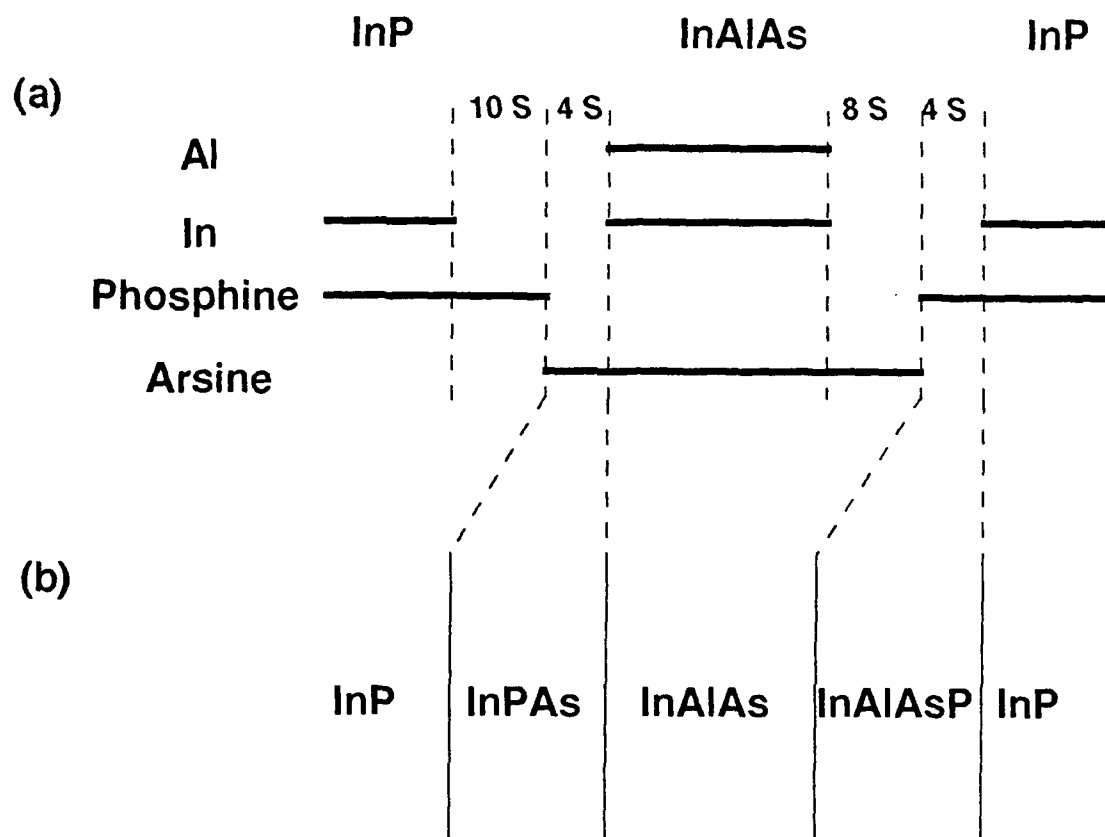 InP InAlAs InP
(a)
10 S 4 S 8 S 4 S
Al
In
Phosphine
Arsine
(b)
InP InPAs InAlAs InAlAsP InP